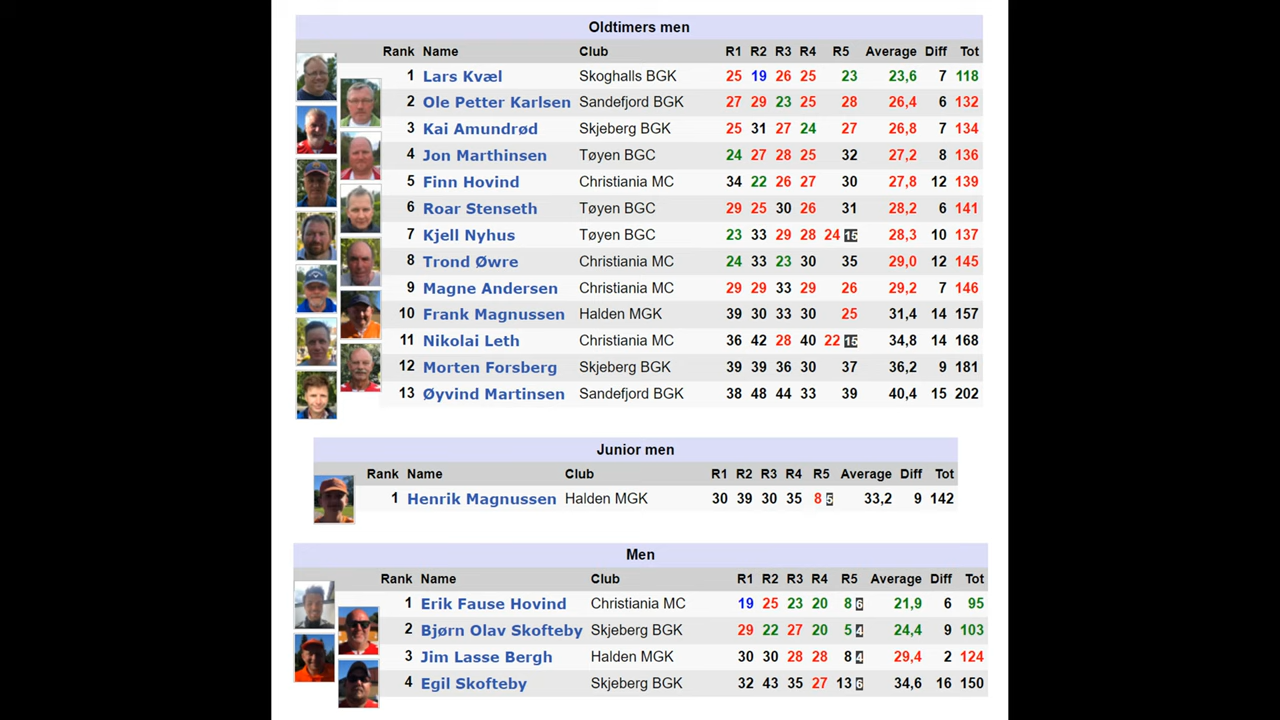 Oldtimers men
Rank Name Club R1 R2 R3 R4 R5 Average Diff Tot
1 Lars Kvæl Skoghalls BGK 25 19 26 25 23 23,6 7 118
2 Ole Petter Karlsen Sandefjord BGK 27 29 23 25 28 26,4 6 132
3 Kai Amundrød Skjeberg BGK 25 31 27 24 27 26,8 7 134
4 Jon Marthinsen Tøyen BGC 24 27 28 25 32 27,2 8 136
5 Finn Hovind Christiania MC 34 22 26 27 30 27,8 12 139
6 Roar Stenseth Tøyen BGC 29 25 30 26 31 28,2 6 141
7 Kjell Nyhus Tøyen BGC 23 33 29 28 24 15 28,3 10 137
8 Trond Øwre Christiania MC 24 33 23 30 35 29,0 12 145
9 Magne Andersen Christiania MC 29 29 33 29 26 29,2 7 146
10 Frank Magnussen Halden MGK 39 30 33 30 25 31,4 14 157
11 Nikolai Leth Christiania MC 36 42 28 40 22 15 34,8 14 168
12 Morten Forsberg Skjeberg BGK 39 39 36 30 37 36,2 9 181
13 Øyvind Martinsen Sandefjord BGK 38 48 44 33 39 40,4 15 202
Junior men
Rank Name Club R1 R2 R3 R4 R5 Average Diff Tot
1 Henrik Magnussen Halden MGK 30 39 30 35 8 5 33,2 9 142
Men
Rank Name Club R1 R2 R3 R4 R5 Average Diff Tot
1 Erik Fause Hovind Christiania MC 19 25 23 20 8 6 21,9 6 95
2 Bjørn Olav Skofteby Skjeberg BGK 29 22 27 20 5 4 24,4 9 103
3 Jim Lasse Bergh Halden MGK 30 30 28 28 8 4 29,4 2 124
4 Egil Skofteby Skjeberg BGK 32 43 35 27 13 6 34,6 16 150